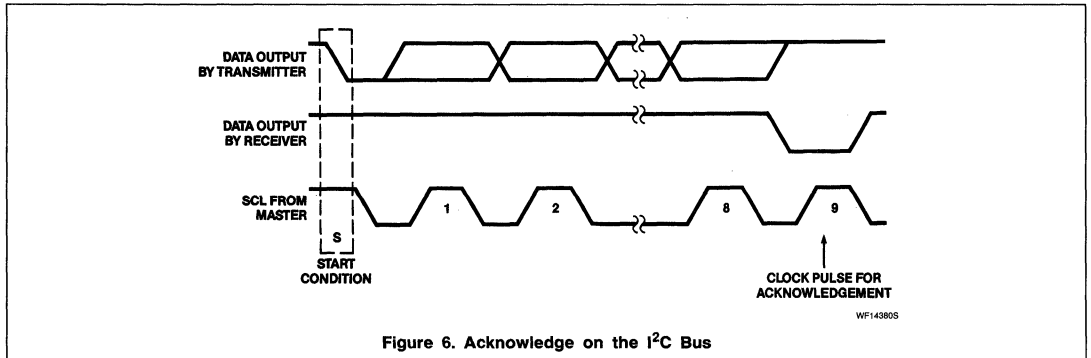 DATA OUTPUT
BY TRANSMITTER
DATA OUTPUT
BY RECEIVER
SCL FROM
MASTER
1
2
8
9
S
START
CONDITION
CLOCK PULSE FOR
ACKNOWLEDGEMENT
WF14380S
Figure 6. Acknowledge on the I²C Bus